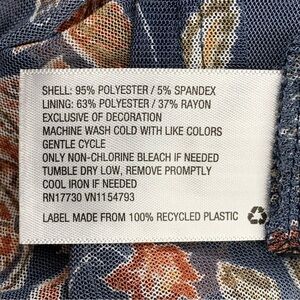 SHELL: 95% POLYESTER / 5% SPANDEX
LINING: 63% POLYESTER / 37% RAYON
EXCLUSIVE OF DECORATION
MACHINE WASH COLD WITH LIKE COLORS
GENTLE CYCLE
ONLY NON-CHLORINE BLEACH IF NEEDED
TUMBLE DRY LOW, REMOVE PROMPTLY
COOL IRON IF NEEDED
RN17730 VN1154793
LABEL MADE FROM 100% RECYCLED PLASTIC